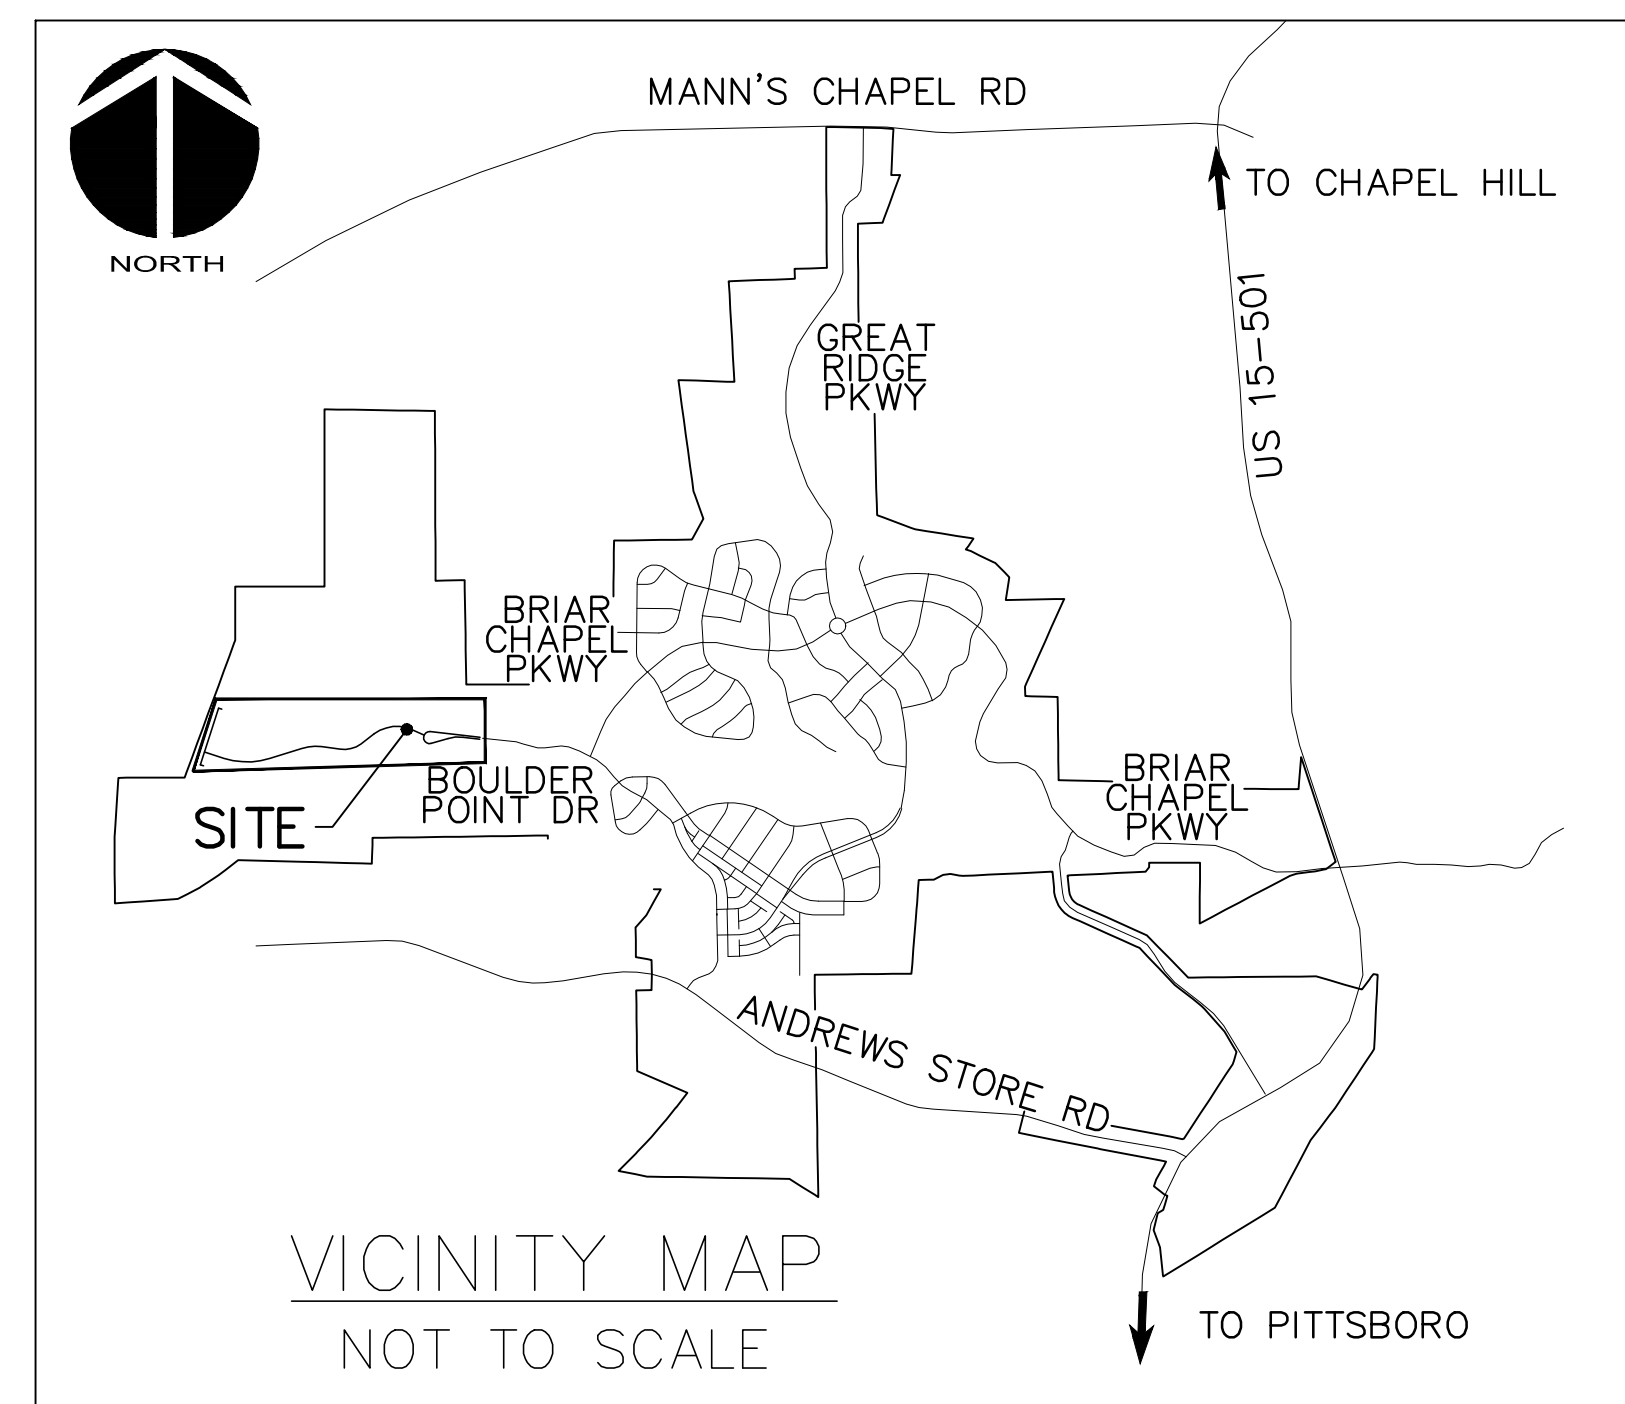 MANN'S CHAPEL RD
TO CHAPEL HILL
NORTH
US 15-501
GREAT
RIDGE
PKWY
BRIAR
CHAPEL
PKWY
BOULDER
POINT DR
SITE
BRIAR
CHAPEL
PKWY
ANDREWS STORE RD
VICINITY MAP
NOT TO SCALE
TO PITTSBORO